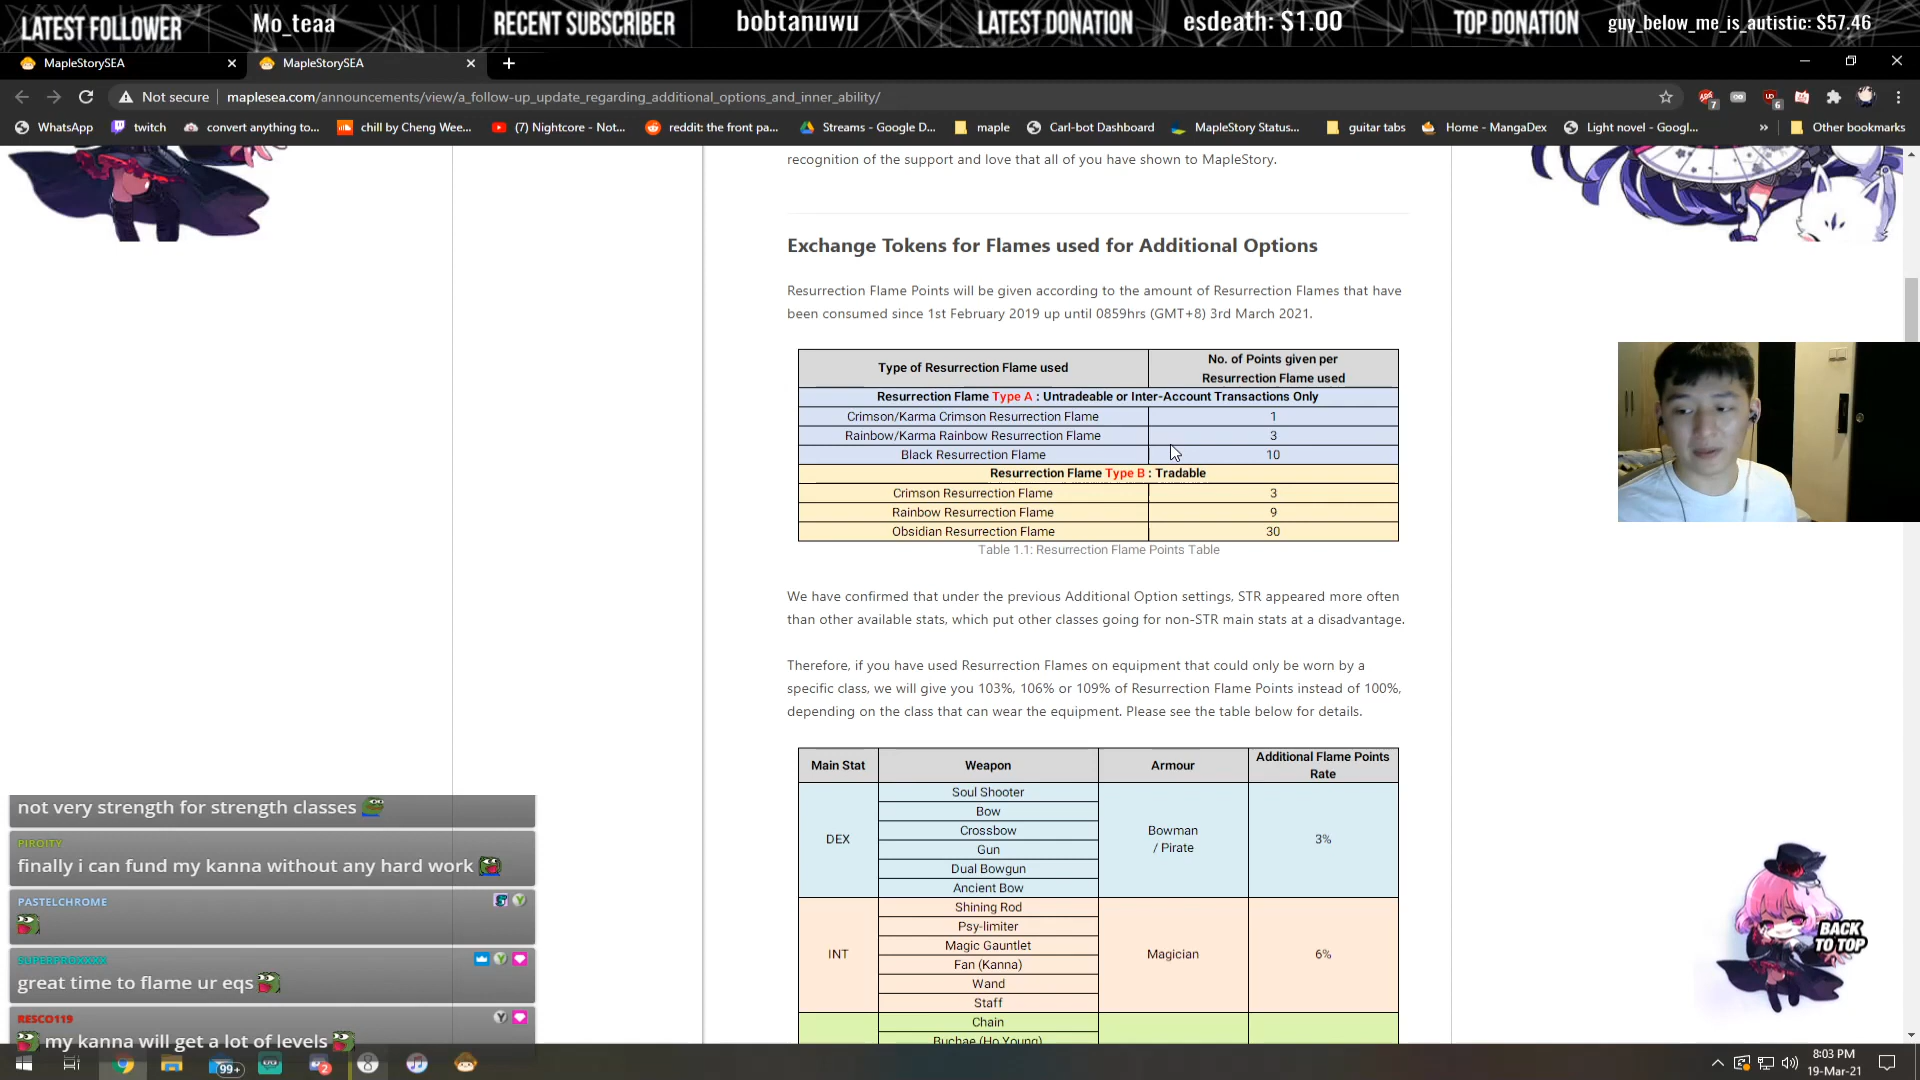 LATEST FOLLOWER Mo_teaa RECENT SUBSCRIBER bobtanuwu LATEST DONATION esdeath: $1.00 TOP DONATION guy_below_me_is_autistic: $57.46
MapleStorySEA MapleStorySEA
Not secure maplesea.com/announcements/view/a_follow-up_update_regarding_additional_options_and_inner_ability/
WhatsApp twitch convert anything to... chill by Cheng Wee... (7) Nightcore - Not... reddit: the front pa... Streams - Google D... maple Carl-bot Dashboard MapleStory Status... guitar tabs Home - MangaDex Light novel - Googl... » Other bookmarks
recognition of the support and love that all of you have shown to MapleStory.
Exchange Tokens for Flames used for Additional Options
Resurrection Flame Points will be given according to the amount of Resurrection Flames that have
been consumed since 1st February 2019 up until 0859hrs (GMT+8) 3rd March 2021.
Type of Resurrection Flame used
No. of Points given per
Resurrection Flame used
Resurrection Flame Type A : Untradeable or Inter-Account Transactions Only
Crimson/Karma Crimson Resurrection Flame 1
Rainbow/Karma Rainbow Resurrection Flame 3
Black Resurrection Flame 10
Resurrection Flame Type B : Tradable
Crimson Resurrection Flame 3
Rainbow Resurrection Flame 9
Obsidian Resurrection Flame 30
Table 1.1: Resurrection Flame Points Table
We have confirmed that under the previous Additional Option settings, STR appeared more often
than other available stats, which put other classes going for non-STR main stats at a disadvantage.
Therefore, if you have used Resurrection Flames on equipment that could only be worn by a
specific class, we will give you 103%, 106% or 109% of Resurrection Flame Points instead of 100%,
depending on the class that can wear the equipment. Please see the table below for details.
Main Stat Weapon Armour Additional Flame Points
Rate
DEX
Soul Shooter
Bow
Crossbow
Gun
Dual Bowgun
Ancient Bow
Bowman
/ Pirate
3%
INT
Shining Rod
Psy-limiter
Magic Gauntlet
Fan (Kanna)
Wand
Staff
Magician
6%
Chain
Buchae (Ho Young)
not very strength for strength classes
PIROITY
finally i can fund my kanna without any hard work
PASTELCHROME
great time to flame ur eqs
RESCO119
my kanna will get a lot of levels
BACK
TO TOP
99+ 2
8:03 PM
19-Mar-21